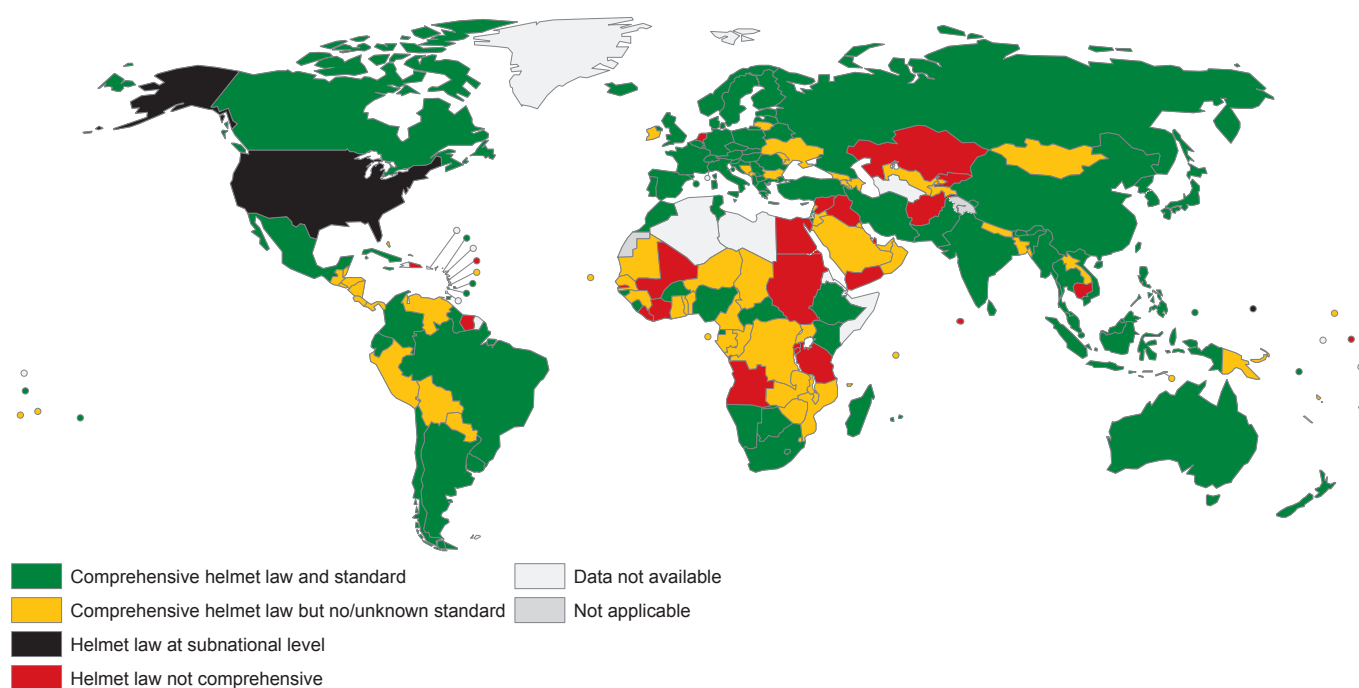 Comprehensive helmet law and standard
Comprehensive helmet law but no/unknown standard
Helmet law at subnational level
Helmet law not comprehensive
Data not available
Not applicable